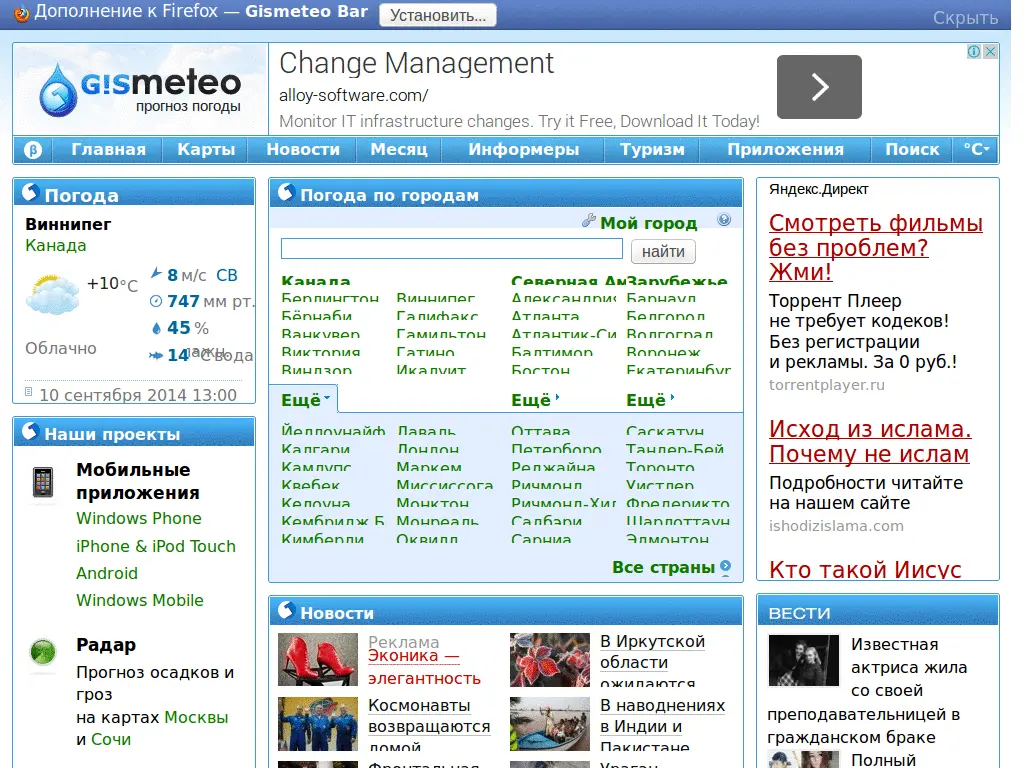 Дополнение к Firefox — Gismeteo Bar Установить... Скрыть
GISmeteo
прогноз погоды
Change Management
alloy-software.com/
Monitor IT infrastructure changes. Try it Free, Download It Today!
β Главная Карты Новости Месяц Информеры Туризм Приложения Поиск °C
Погода
Виннипег
Канада
+10°C
8 м/с СВ
747 мм рт.
45 %
14 °C вода
Облачно
10 сентября 2014 13:00
Наши проекты
Мобильные
приложения
Windows Phone
iPhone & iPod Touch
Android
Windows Mobile
Радар
Прогноз осадков и
гроз
на картах Москвы
и Сочи
Погода по городам
Мой город
найти
Канада Северная Ам Зарубежье
Берлингтон Виннипег Александрия Барнаул
Бёрнаби Галифакс Атланта Белгород
Ванкувер Гамильтон Атлантик-Си Волгоград
Виктория Гатино Балтимор Воронеж
Виндзор Икалуит Бостон Екатеринбург
Ещё Ещё Ещё
Йеллоунайф Лаваль Оттава Саскатун
Калгари Лондон Петерборо Тандер-Бей
Камлупс Маркем Реджайна Торонто
Квебек Миссиссога Ричмонд Уистлер
Келоуна Монктон Ричмонд-Хил Фредерикто
Кембридж Б Монреаль Садбэри Шарлоттаун
Кимберли Оквилл Сарния Эдмонтон
Все страны
Новости
Реклама
Эконика —
элегантность
Космонавты
возвращаются
домой
Фронтальная
В Иркутской
области
ожидаются
В наводнениях
в Индии и
Пакистане
Ураган
Яндекс.Директ
Смотреть фильмы
без проблем?
Жми!
Торрент Плеер
не требует кодеков!
Без регистрации
и рекламы. За 0 руб.!
torrentplayer.ru
Исход из ислама.
Почему не ислам
Подробности читайте
на нашем сайте
ishodizislama.com
Кто такой Иисус
ВЕСТИ
Известная
актриса жила
со своей
преподавательницей в
гражданском браке
Полный